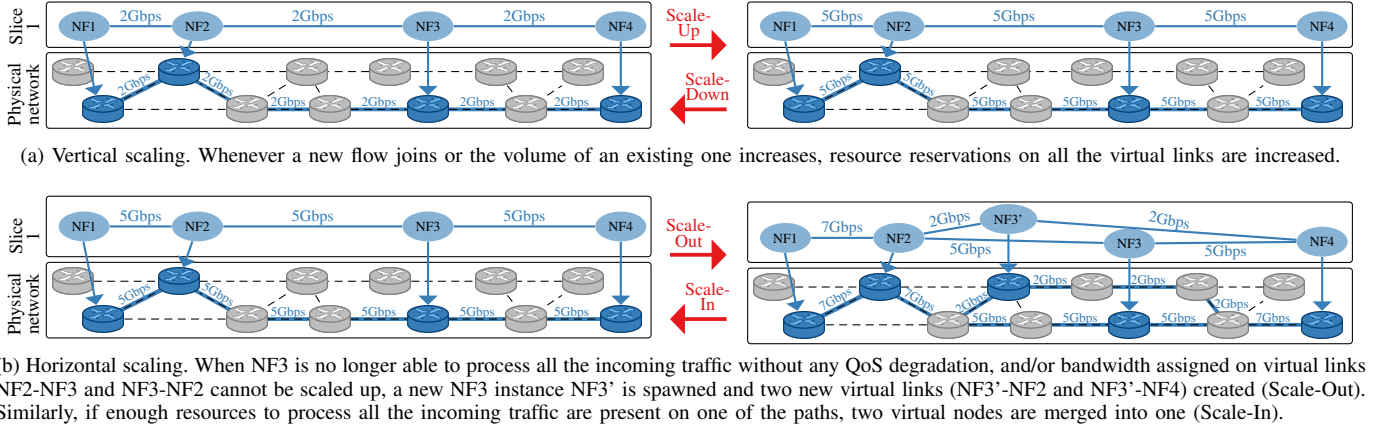 Slice 1
NF1 2Gbps NF2 2Gbps NF3 2Gbps NF4
Physical network
2Gbps 2Gbps 2Gbps 2Gbps 2Gbps 2Gbps
Scale-Up
Scale-Down
NF1 5Gbps NF2 5Gbps NF3 5Gbps NF4
5Gbps 5Gbps 5Gbps 5Gbps 5Gbps 5Gbps
(a) Vertical scaling. Whenever a new flow joins or the volume of an existing one increases, resource reservations on all the virtual links are increased.
Slice 1
NF1 5Gbps NF2 5Gbps NF3 5Gbps NF4
Physical network
5Gbps 5Gbps 5Gbps 5Gbps 5Gbps 5Gbps
Scale-Out
Scale-In
NF3'
2Gbps 2Gbps
NF1 7Gbps NF2 5Gbps NF3 5Gbps NF4
2Gbps 2Gbps
7Gbps 7Gbps 2Gbps 2Gbps
5Gbps 5Gbps 5Gbps 7Gbps
(b) Horizontal scaling. When NF3 is no longer able to process all the incoming traffic without any QoS degradation, and/or bandwidth assigned on virtual links
NF2-NF3 and NF3-NF2 cannot be scaled up, a new NF3 instance NF3' is spawned and two new virtual links (NF3'-NF2 and NF3'-NF4) created (Scale-Out).
Similarly, if enough resources to process all the incoming traffic are present on one of the paths, two virtual nodes are merged into one (Scale-In).